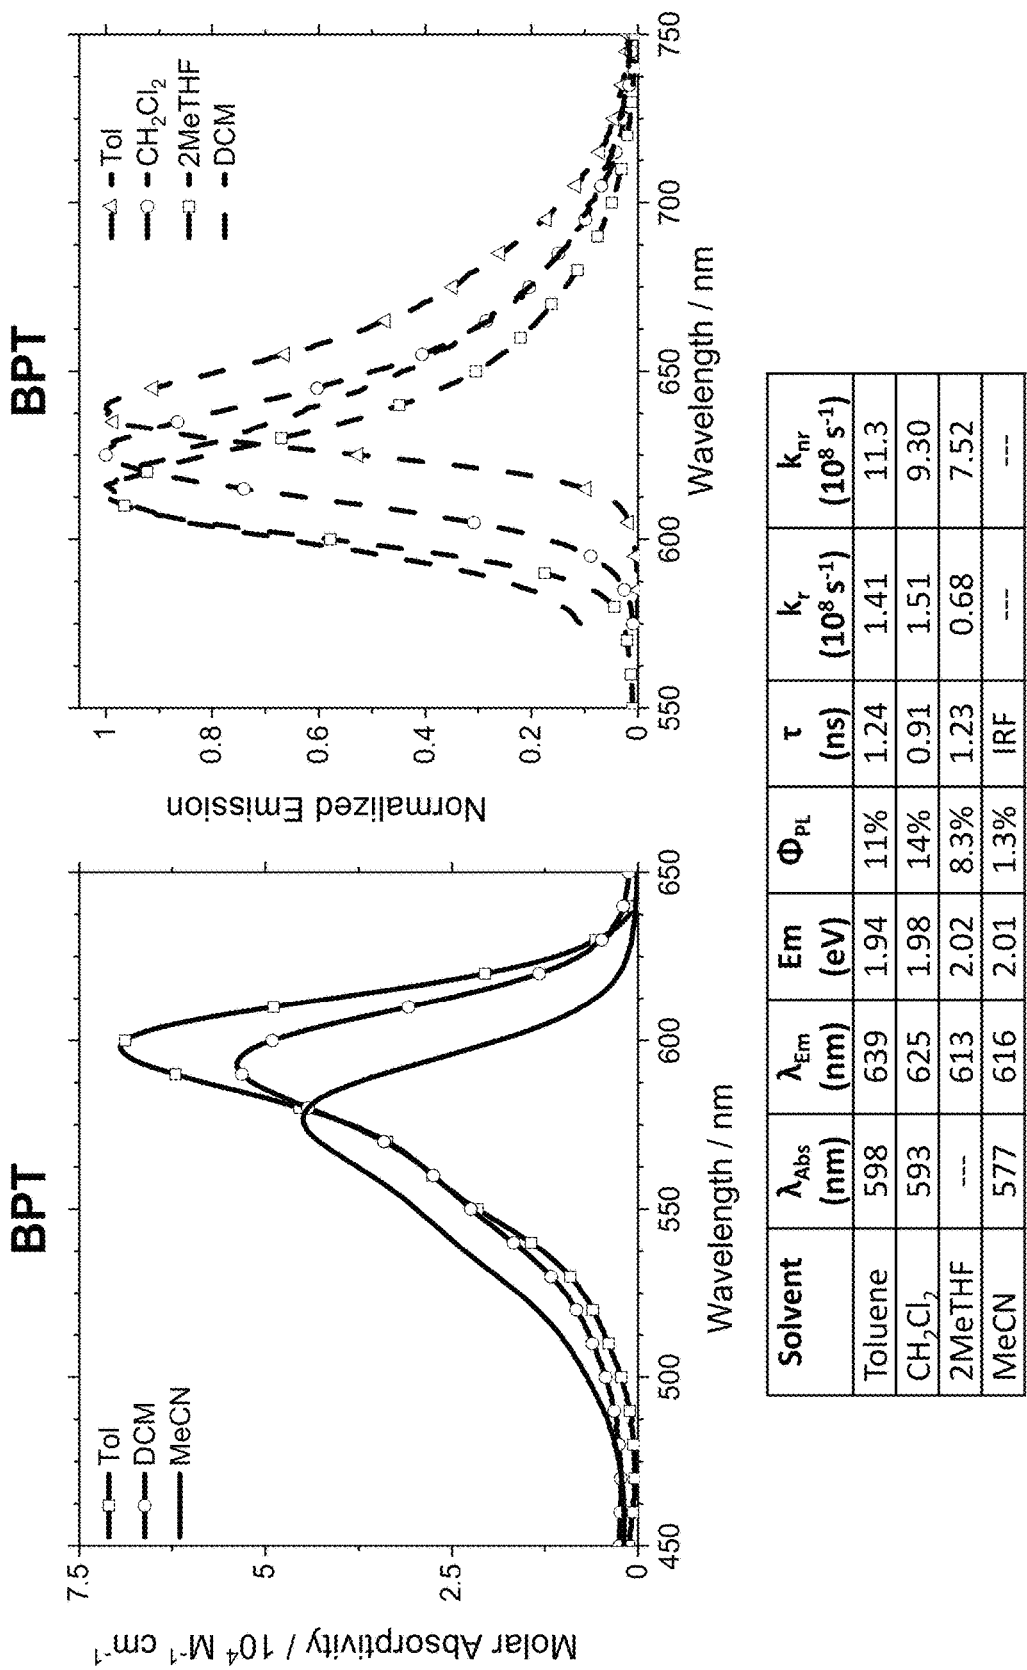 BPT
Molar Absorptivity / 10⁴ M⁻¹ cm⁻¹
7.5
5
2.5
0
Tol
DCM
MeCN
450 500 550 600 650
Wavelength / nm
BPT
Normalized Emission
1
0.8
0.6
0.4
0.2
0
Tol
CH₂Cl₂
2MeTHF
DCM
550 600 650 700 750
Wavelength / nm
Solvent λAbs (nm) λEm (nm) Em (eV) ΦPL τ (ns) kr (10⁸ s⁻¹) knr (10⁸ s⁻¹)
Toluene 598 639 1.94 11% 1.24 1.41 11.3
CH₂Cl₂ 593 625 1.98 14% 0.91 1.51 9.30
2MeTHF --- 613 2.02 8.3% 1.23 0.68 7.52
MeCN 577 616 2.01 1.3% IRF --- ---